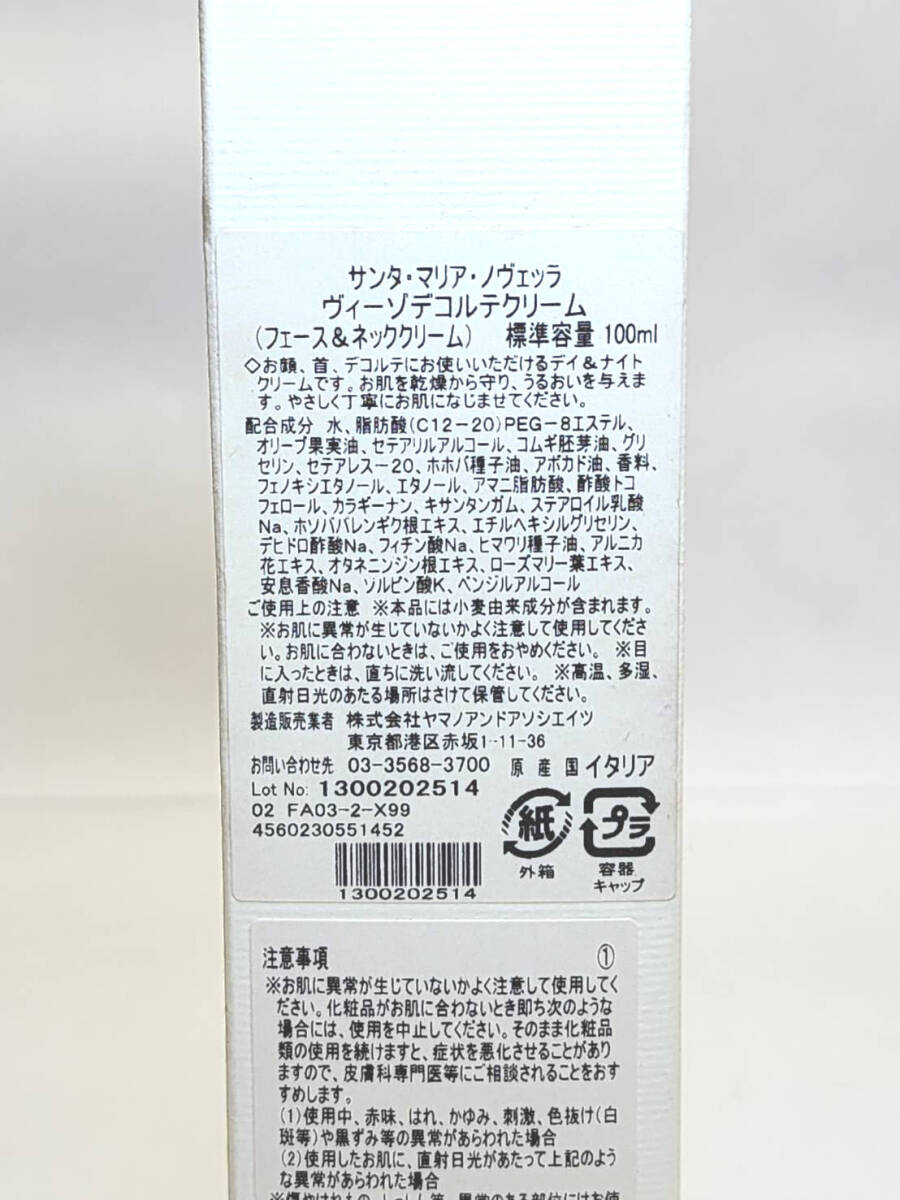 サンタ・マリア・ノヴェッラ
ヴィーゾデコルテクリーム
(フェース&ネッククリーム) 標準容量 100ml
◇お顔、首、デコルテにお使いいただけるデイ&ナイト
クリームです。お肌を乾燥から守り、うるおいを与えま
す。やさしく丁寧にお肌になじませてください。
配合成分 水、脂肪酸(C12-20)PEG-8エステル、
オリーブ果実油、セテアリルアルコール、コムギ胚芽油、グリ
セリン、セテアレス-20、ホホバ種子油、アボカド油、香料、
フェノキシエタノール、エタノール、アマニ脂肪酸、酢酸トコ
フェロール、カラギーナン、キサンタンガム、ステアロイル乳酸
Na、ホソババレンギク根エキス、エチルヘキシルグリセリン、
デヒドロ酢酸Na、フィチン酸Na、ヒマワリ種子油、アルニカ
花エキス、オタネニンジン根エキス、ローズマリー葉エキス、
安息香酸Na、ソルビン酸K、ベンジルアルコール
ご使用上の注意 ※本品には小麦由来成分が含まれます。
※お肌に異常が生じていないかよく注意して使用してくださ
い。お肌に合わないときは、ご使用をおやめください。 ※目
に入ったときは、直ちに洗い流してください。 ※高温、多湿、
直射日光のあたる場所はさけて保管してください。
製造販売業者 株式会社ヤマノアンドアソシエイツ
東京都港区赤坂1-11-36
お問い合わせ先 03-3568-3700 原産国 イタリア
Lot No: 1300202514
02 FA03-2-X99
4560230551452
紙 プラ
外箱 容器
キャップ
1300202514
注意事項 ①
※お肌に異常が生じていないかよく注意して使用してく
ださい。化粧品がお肌に合わないとき即ち次のような
場合には、使用を中止してください。そのまま化粧品
類の使用を続けますと、症状を悪化させることがあり
ますので、皮膚科専門医等にご相談されることをおす
すめします。
(1)使用中、赤味、はれ、かゆみ、刺激、色抜け(白
斑等)や黒ずみ等の異常があらわれた場合
(2)使用したお肌に、直射日光があたって上記のよう
な異常があらわれた場合